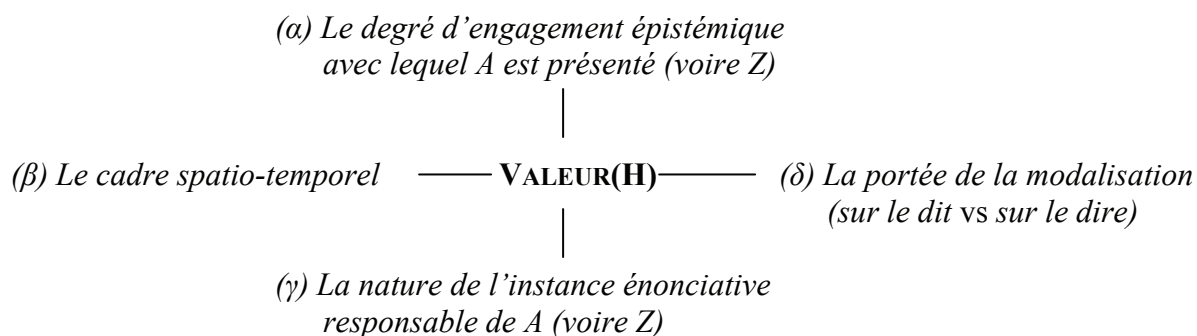 (α) Le degré d’engagement épistémique
avec lequel A est présenté (voire Z)
(β) Le cadre spatio-temporel
VALEUR(H)
(δ) La portée de la modalisation
(sur le dit vs sur le dire)
(γ) La nature de l’instance énonciative
responsable de A (voire Z)